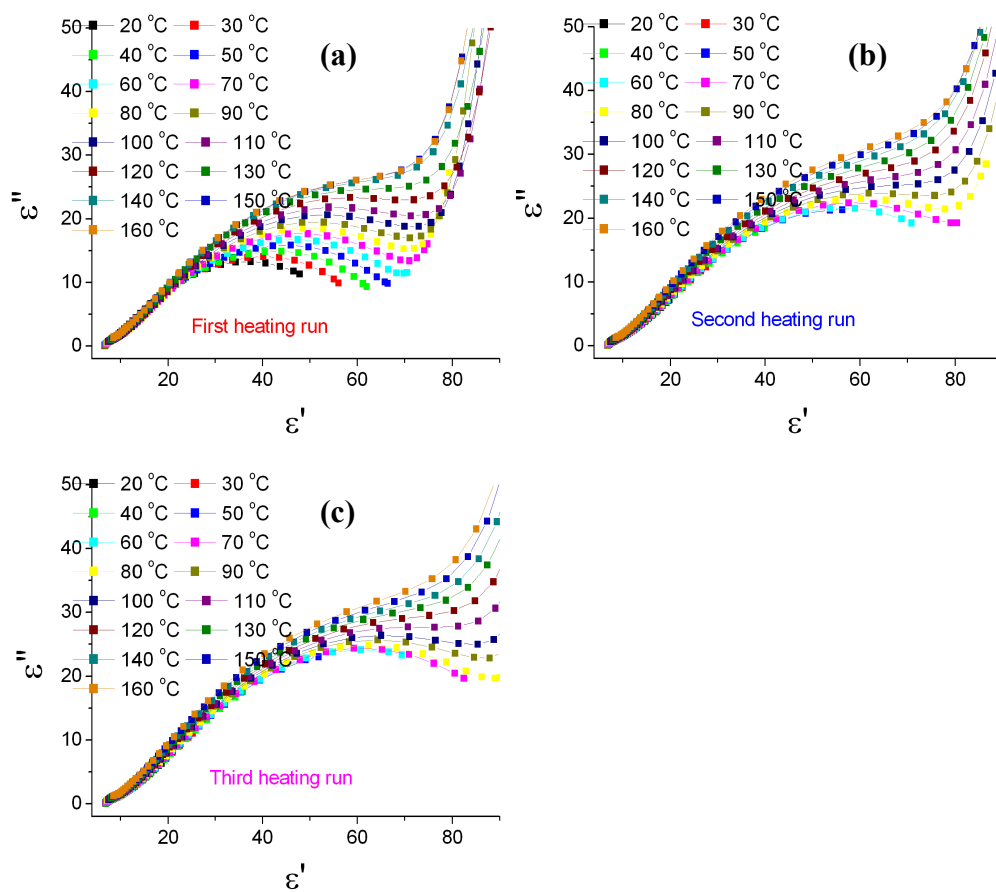 (a)
50
40
30
20
10
0
ε''
20 °C 30 °C
40 °C 50 °C
60 °C 70 °C
80 °C 90 °C
100 °C 110 °C
120 °C 130 °C
140 °C 150 °C
160 °C
First heating run
20 40 60 80
ε'
(b)
50
40
30
20
10
0
ε''
20 °C 30 °C
40 °C 50 °C
60 °C 70 °C
80 °C 90 °C
100 °C 110 °C
120 °C 130 °C
140 °C 150 °C
160 °C
Second heating run
20 40 60 80
ε'
(c)
50
40
30
20
10
0
ε''
20 °C 30 °C
40 °C 50 °C
60 °C 70 °C
80 °C 90 °C
100 °C 110 °C
120 °C 130 °C
140 °C 150 °C
160 °C
Third heating run
20 40 60 80
ε'